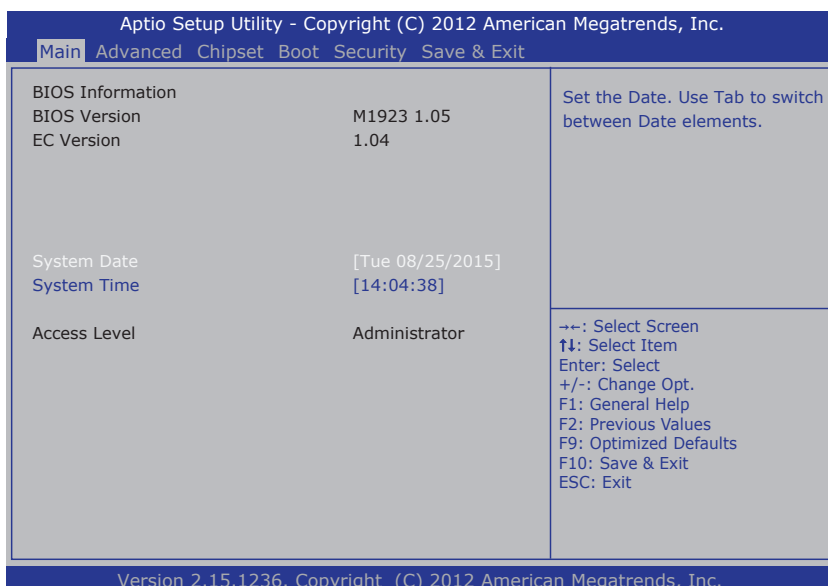 Aptio Setup Utility - Copyright (C) 2012 American Megatrends, Inc.
Main Advanced Chipset Boot Security Save & Exit
BIOS Information
BIOS Version M1923 1.05
EC Version 1.04
System Date [Tue 08/25/2015]
System Time [14:04:38]
Access Level Administrator
Set the Date. Use Tab to switch
between Date elements.
→←: Select Screen
↑↓: Select Item
Enter: Select
+/-: Change Opt.
F1: General Help
F2: Previous Values
F9: Optimized Defaults
F10: Save & Exit
ESC: Exit
Version 2.15.1236. Copyright (C) 2012 American Megatrends, Inc.